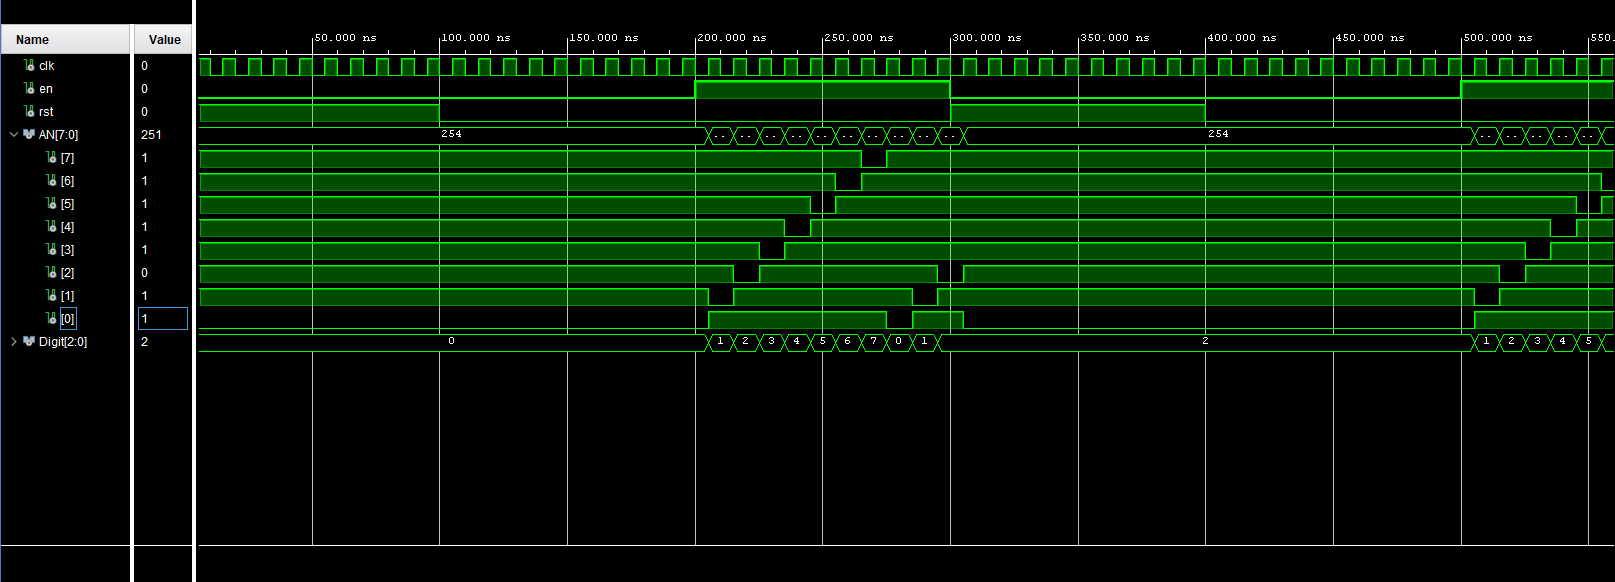 Name Value
50.000 ns 100.000 ns 150.000 ns 200.000 ns 250.000 ns 300.000 ns 350.000 ns 400.000 ns 450.000 ns 500.000 ns 550.
clk 0
en 0
rst 0
AN[7:0] 251 254 .. .. .. .. .. .. .. .. .. .. 254 .. .. .. .. ..
[7] 1
[6] 1
[5] 1
[4] 1
[3] 1
[2] 0
[1] 1
[0] 1
Digit[2:0] 2 0 1 2 3 4 5 6 7 0 1 2 1 2 3 4 5